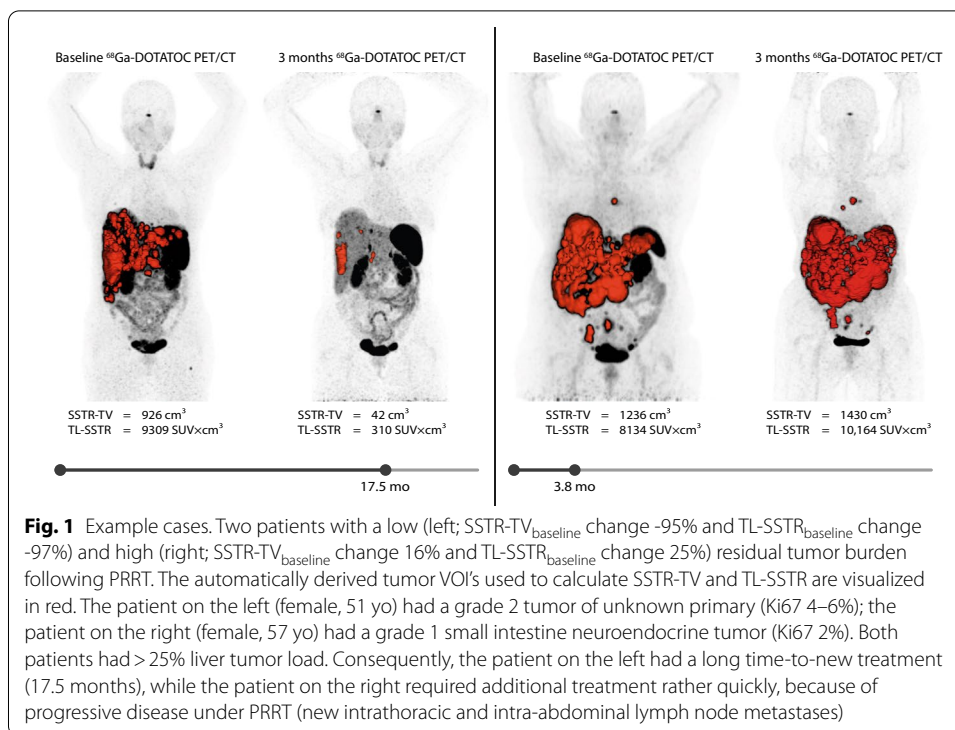 Baseline ⁶⁸Ga-DOTATOC PET/CT
3 months ⁶⁸Ga-DOTATOC PET/CT
SSTR-TV = 926 cm³
TL-SSTR = 9309 SUV×cm³
SSTR-TV = 42 cm³
TL-SSTR = 310 SUV×cm³
17.5 mo
Baseline ⁶⁸Ga-DOTATOC PET/CT
3 months ⁶⁸Ga-DOTATOC PET/CT
SSTR-TV = 1236 cm³
TL-SSTR = 8134 SUV×cm³
SSTR-TV = 1430 cm³
TL-SSTR = 10,164 SUV×cm³
3.8 mo
Fig. 1 Example cases. Two patients with a low (left; SSTR-TVbaseline change -95% and TL-SSTRbaseline change
-97%) and high (right; SSTR-TVbaseline change 16% and TL-SSTRbaseline change 25%) residual tumor burden
following PRRT. The automatically derived tumor VOI's used to calculate SSTR-TV and TL-SSTR are visualized
in red. The patient on the left (female, 51 yo) had a grade 2 tumor of unknown primary (Ki67 4–6%); the
patient on the right (female, 57 yo) had a grade 1 small intestine neuroendocrine tumor (Ki67 2%). Both
patients had > 25% liver tumor load. Consequently, the patient on the left had a long time-to-new treatment
(17.5 months), while the patient on the right required additional treatment rather quickly, because of
progressive disease under PRRT (new intrathoracic and intra-abdominal lymph node metastases)